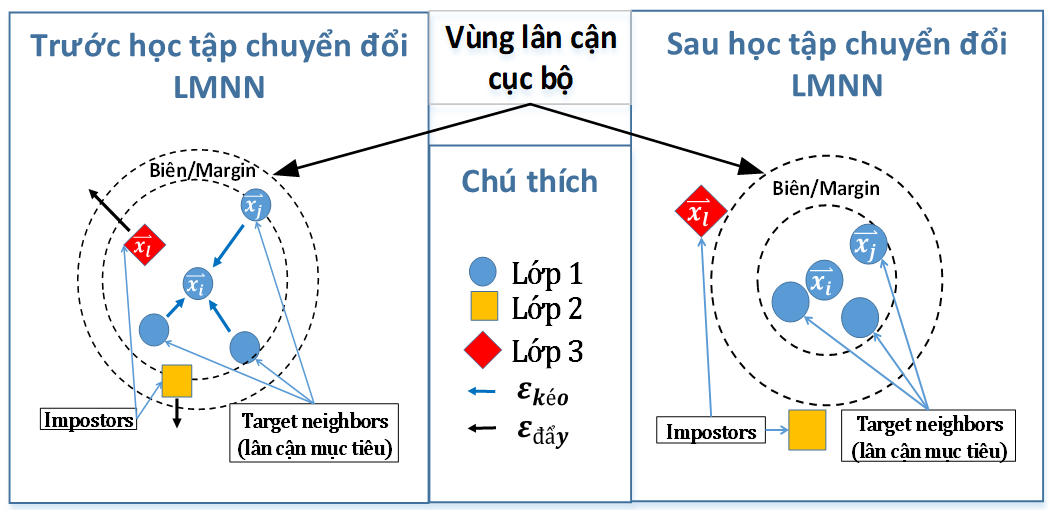 Trước học tập chuyển đổi
LMNN
Biên/Margin
x_j
x_l
x_i
Impostors
Target neighbors
(lân cận mục tiêu)
Vùng lân cận
cục bộ
Chú thích
Lớp 1
Lớp 2
Lớp 3
ε_kéo
ε_đẩy
Sau học tập chuyển đổi
LMNN
Biên/Margin
x_l
x_j
x_i
Impostors
Target neighbors
(lân cận mục tiêu)